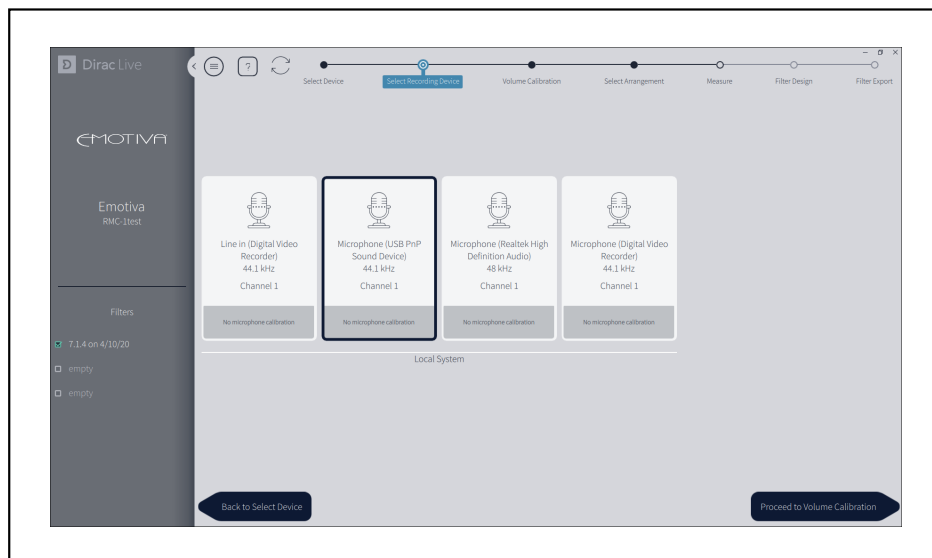 Dirac Live
?
Select Device
Select Recording Device
Volume Calibration
Select Arrangement
Measure
Filter Design
Filter Export
EMOTIVA
Emotiva
RMC-1test
Filters
7.1.4 on 4/10/20
empty
empty
Line in (Digital Video
Recorder)
44.1 kHz
Channel 1
No microphone calibration
Microphone (USB PnP
Sound Device)
44.1 kHz
Channel 1
No microphone calibration
Microphone (Realtek High
Definition Audio)
48 kHz
Channel 1
No microphone calibration
Microphone (Digital Video
Recorder)
44.1 kHz
Channel 1
No microphone calibration
Local System
Back to Select Device
Proceed to Volume Calibration